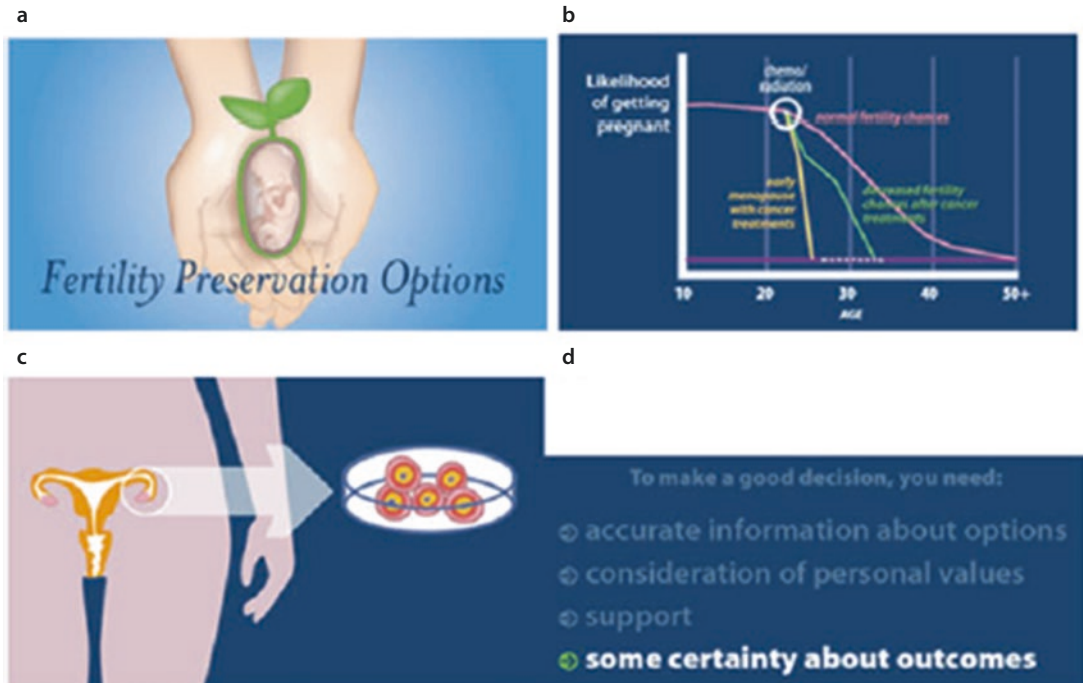 a
Fertility Preservation Options
b
Likelihood
of getting
pregnant
chemo/
radiation
normal fertility chances
early
menopause
with cancer
treatments
decreased fertility
chances after cancer
treatments
10 20 30 40 50+
AGE
c
d
To make a good decision, you need:
accurate information about options
consideration of personal values
support
some certainty about outcomes